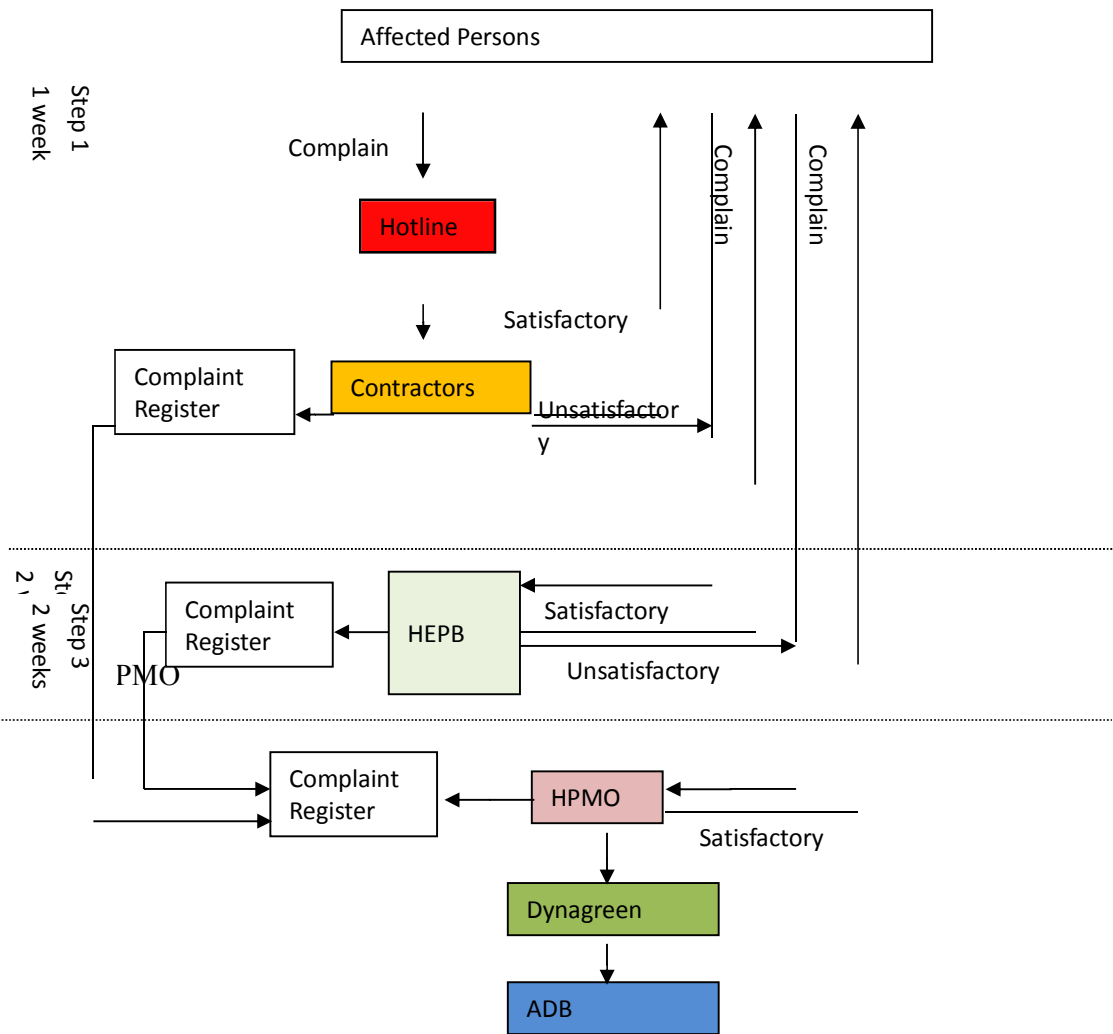 Affected Persons
Step 1
1 week
Complain
Complain
Complain
Hotline
Satisfactory
Complaint
Register
Contractors
Unsatisfactor
y
Step 3
2 weeks
Complaint
Register
HEPB
Satisfactory
Unsatisfactory
PMO
Complaint
Register
HPMO
Satisfactory
Dynagreen
ADB